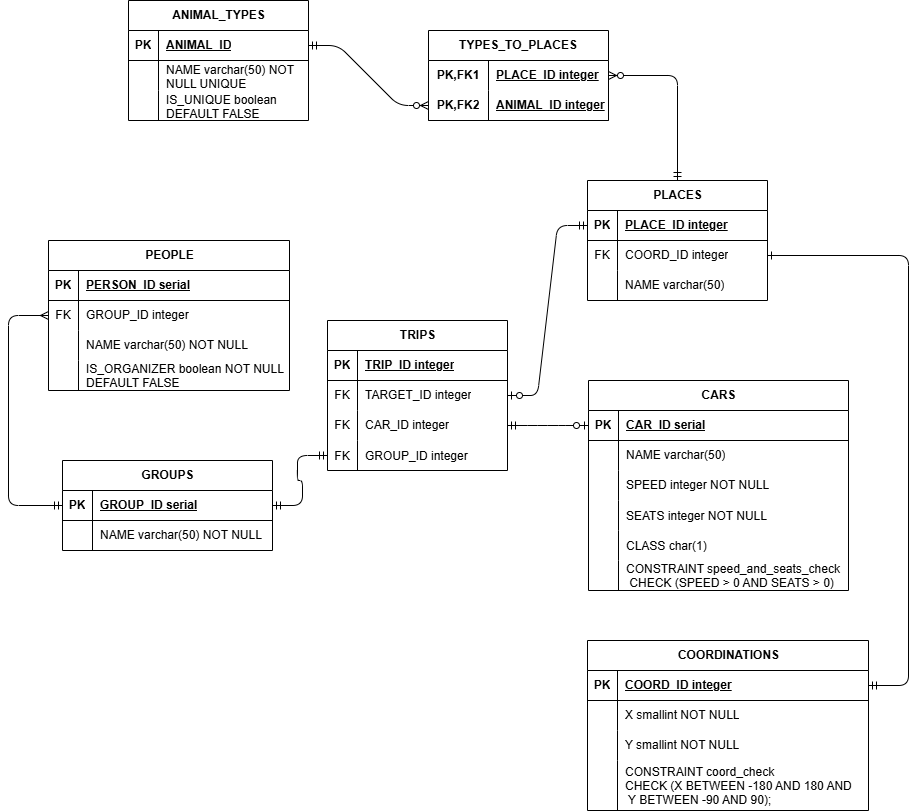 ANIMAL_TYPES
PK ANIMAL_ID
NAME varchar(50) NOT
NULL UNIQUE
IS_UNIQUE boolean
DEFAULT FALSE
TYPES_TO_PLACES
PK,FK1 PLACE_ID integer
PK,FK2 ANIMAL_ID integer
PLACES
PK PLACE_ID integer
FK COORD_ID integer
NAME varchar(50)
PEOPLE
PK PERSON_ID serial
FK GROUP_ID integer
NAME varchar(50) NOT NULL
IS_ORGANIZER boolean NOT NULL
DEFAULT FALSE
TRIPS
PK TRIP_ID integer
FK TARGET_ID integer
FK CAR_ID integer
FK GROUP_ID integer
CARS
PK CAR_ID serial
NAME varchar(50)
SPEED integer NOT NULL
SEATS integer NOT NULL
CLASS char(1)
CONSTRAINT speed_and_seats_check
CHECK (SPEED > 0 AND SEATS > 0)
GROUPS
PK GROUP_ID serial
NAME varchar(50) NOT NULL
COORDINATIONS
PK COORD_ID integer
X smallint NOT NULL
Y smallint NOT NULL
CONSTRAINT coord_check
CHECK (X BETWEEN -180 AND 180 AND
Y BETWEEN -90 AND 90);